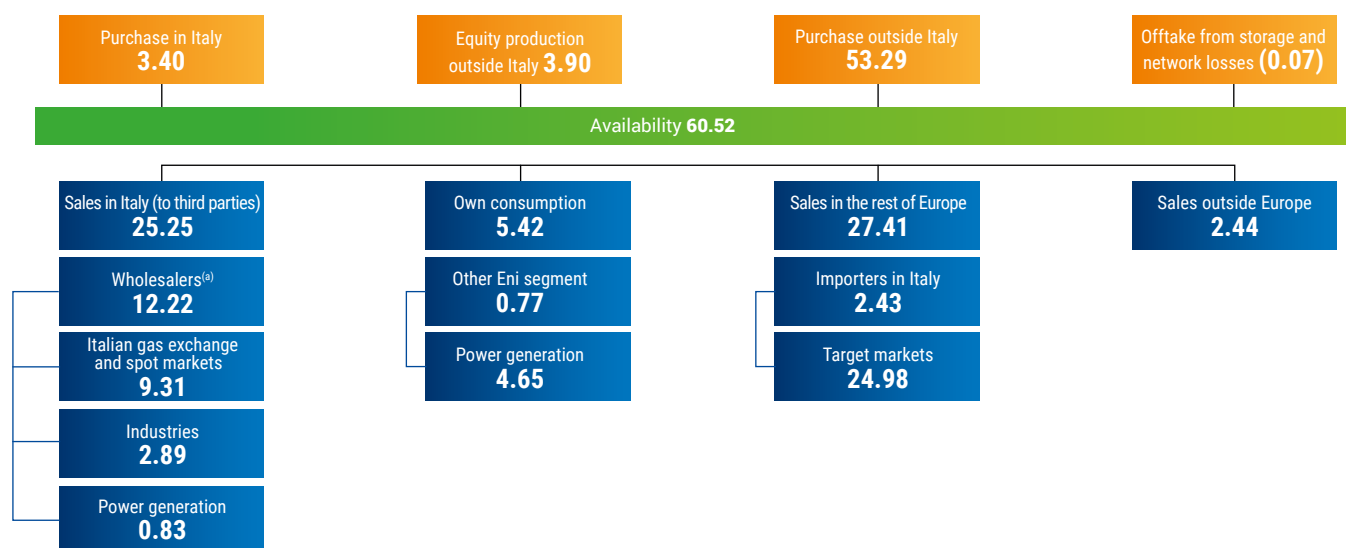 Purchase in Italy
3.40
Equity production
outside Italy 3.90
Purchase outside Italy
53.29
Offtake from storage and
network losses (0.07)
Availability 60.52
Sales in Italy (to third parties)
25.25
Own consumption
5.42
Sales in the rest of Europe
27.41
Sales outside Europe
2.44
Wholesalers(a)
12.22
Other Eni segment
0.77
Importers in Italy
2.43
Italian gas exchange
and spot markets
9.31
Power generation
4.65
Target markets
24.98
Industries
2.89
Power generation
0.83